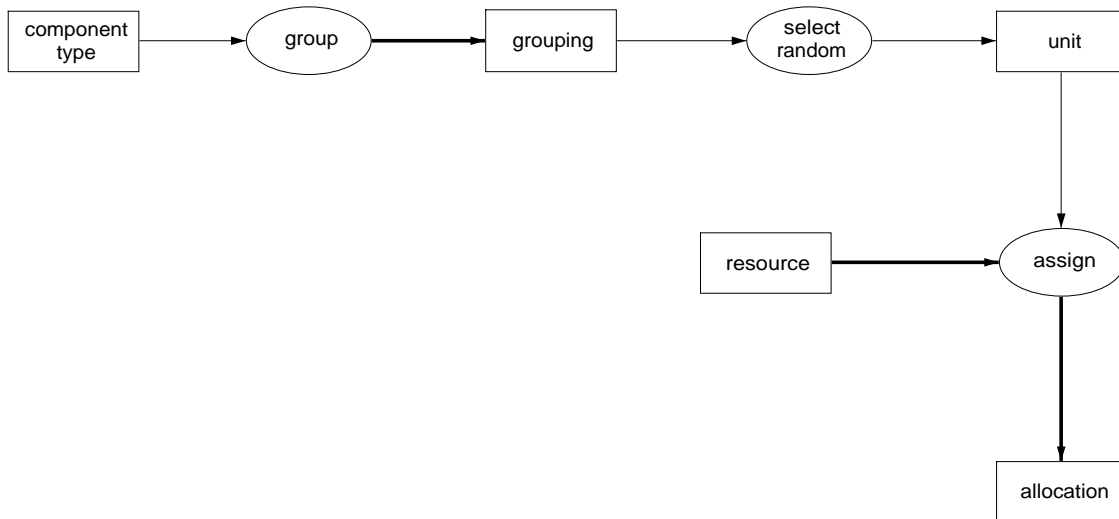 component
type
group
grouping
select
random
unit
resource
assign
allocation